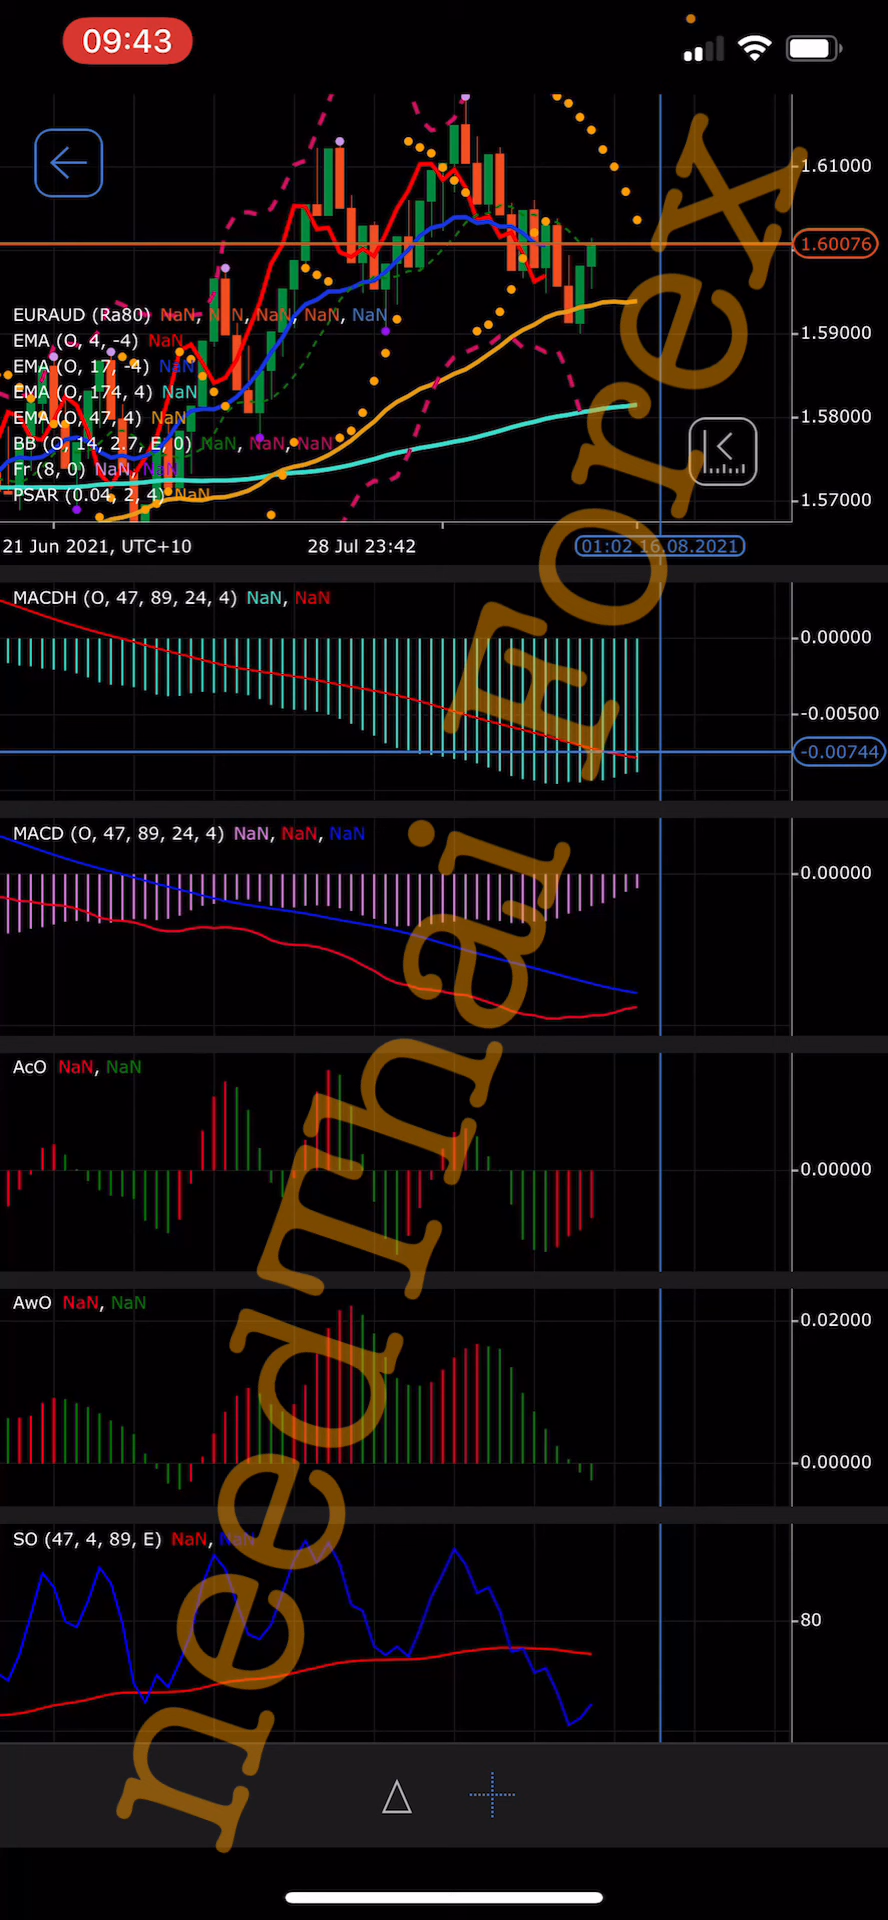 09:43
1.61000
1.60076
EURAUD (Ra80) NaN, NaN, NaN, NaN, NaN
1.59000
EMA (O, 4, -4) NaN
EMA (O, 17, -4) NaN
EMA (O, 174, 4) NaN
EMA (O, 47, 4) NaN
1.58000
BB (O, 14, 2.7, E, 0) NaN, NaN, NaN
Fr (8, 0) NaN, NaN
PSAR (0.04, 2, 4) NaN
1.57000
21 Jun 2021, UTC+10 28 Jul 23:42 01:02 16.08.2021
MACDH (O, 47, 89, 24, 4) NaN, NaN
0.00000
-0.00500
-0.00744
MACD (O, 47, 89, 24, 4) NaN, NaN, NaN
0.00000
AcO NaN, NaN
0.00000
AwO NaN, NaN
0.02000
0.00000
SO (47, 4, 89, E) NaN, NaN
80
needmai Forex